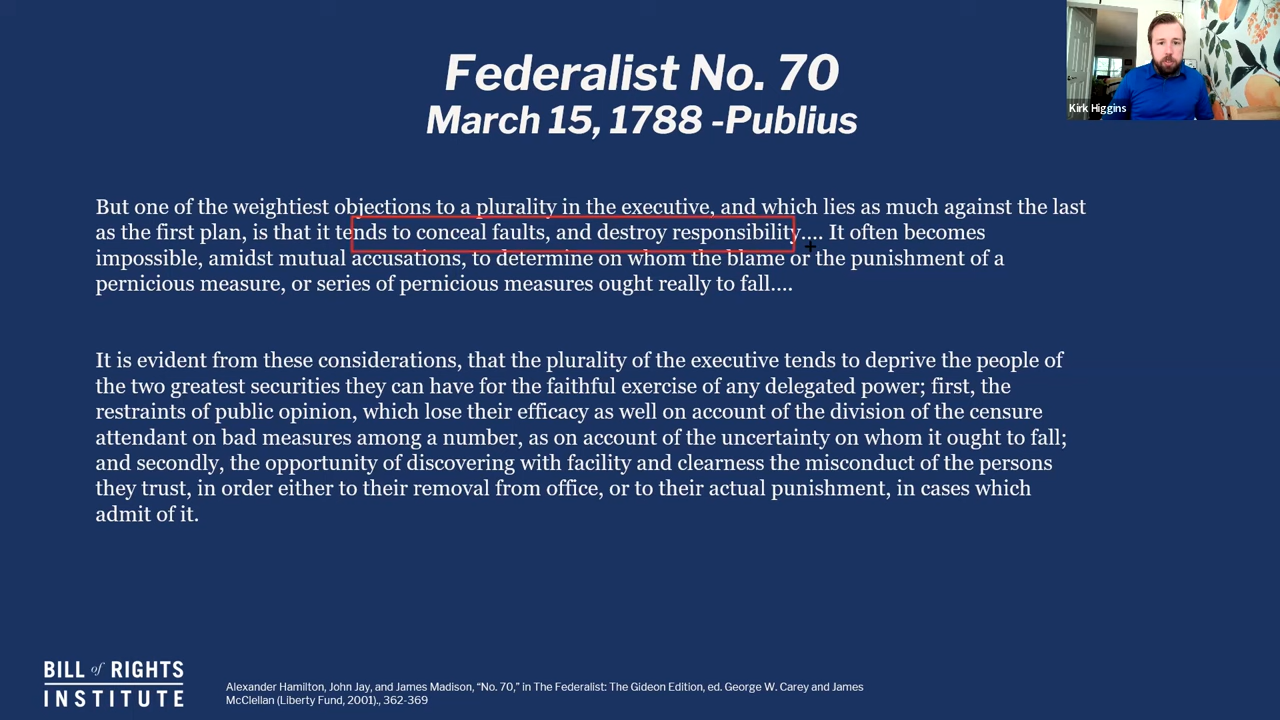 Federalist No. 70
March 15, 1788 -Publius
Kirk Higgins
But one of the weightiest objections to a plurality in the executive, and which lies as much against the last
as the first plan, is that it tends to conceal faults, and destroy responsibility.... It often becomes
impossible, amidst mutual accusations, to determine on whom the blame or the punishment of a
pernicious measure, or series of pernicious measures ought really to fall....
It is evident from these considerations, that the plurality of the executive tends to deprive the people of
the two greatest securities they can have for the faithful exercise of any delegated power; first, the
restraints of public opinion, which lose their efficacy as well on account of the division of the censure
attendant on bad measures among a number, as on account of the uncertainty on whom it ought to fall;
and secondly, the opportunity of discovering with facility and clearness the misconduct of the persons
they trust, in order either to their removal from office, or to their actual punishment, in cases which
admit of it.
BILL of RIGHTS
INSTITUTE
Alexander Hamilton, John Jay, and James Madison, “No. 70,” in The Federalist: The Gideon Edition, ed. George W. Carey and James
McClellan (Liberty Fund, 2001)., 362-369